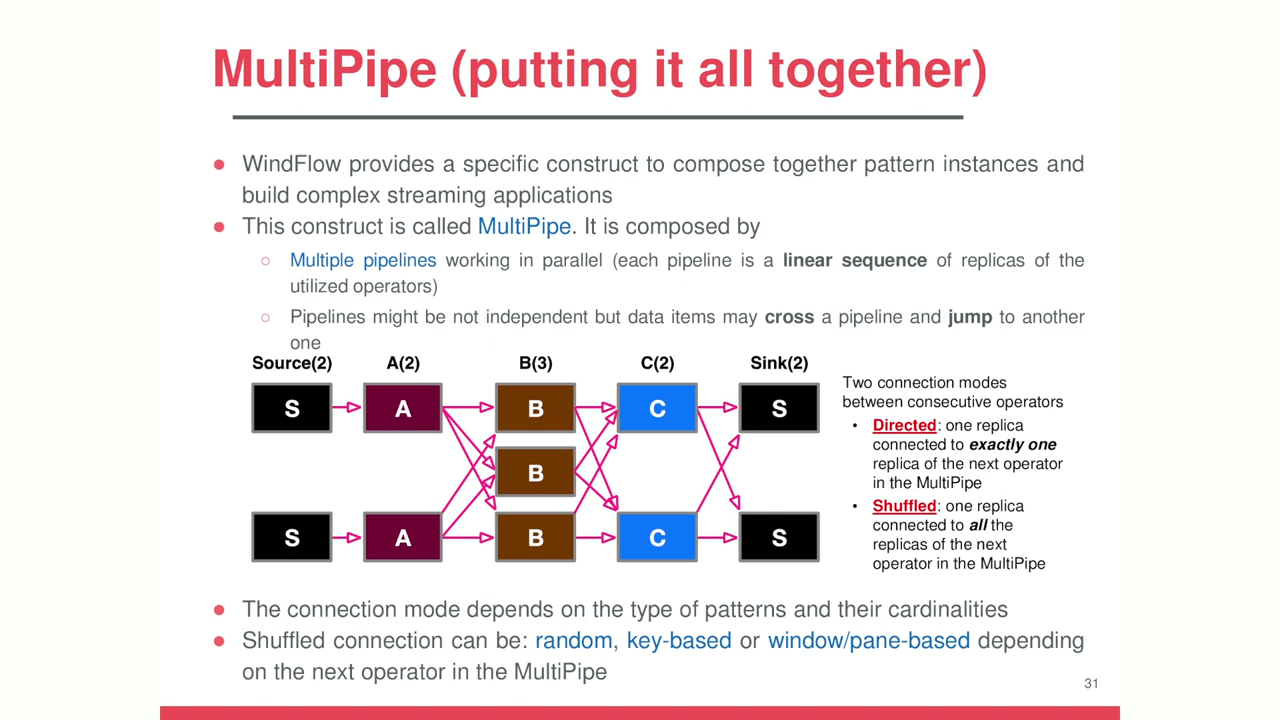 MultiPipe (putting it all together)
● WindFlow provides a specific construct to compose together pattern instances and
build complex streaming applications
● This construct is called MultiPipe. It is composed by
○ Multiple pipelines working in parallel (each pipeline is a linear sequence of replicas of the
utilized operators)
○ Pipelines might be not independent but data items may cross a pipeline and jump to another
one
Source(2) A(2) B(3) C(2) Sink(2)
S A B C S
B
S A B C S
Two connection modes
between consecutive operators
• Directed: one replica
connected to exactly one
replica of the next operator
in the MultiPipe
• Shuffled: one replica
connected to all the
replicas of the next
operator in the MultiPipe
● The connection mode depends on the type of patterns and their cardinalities
● Shuffled connection can be: random, key-based or window/pane-based depending
on the next operator in the MultiPipe
31